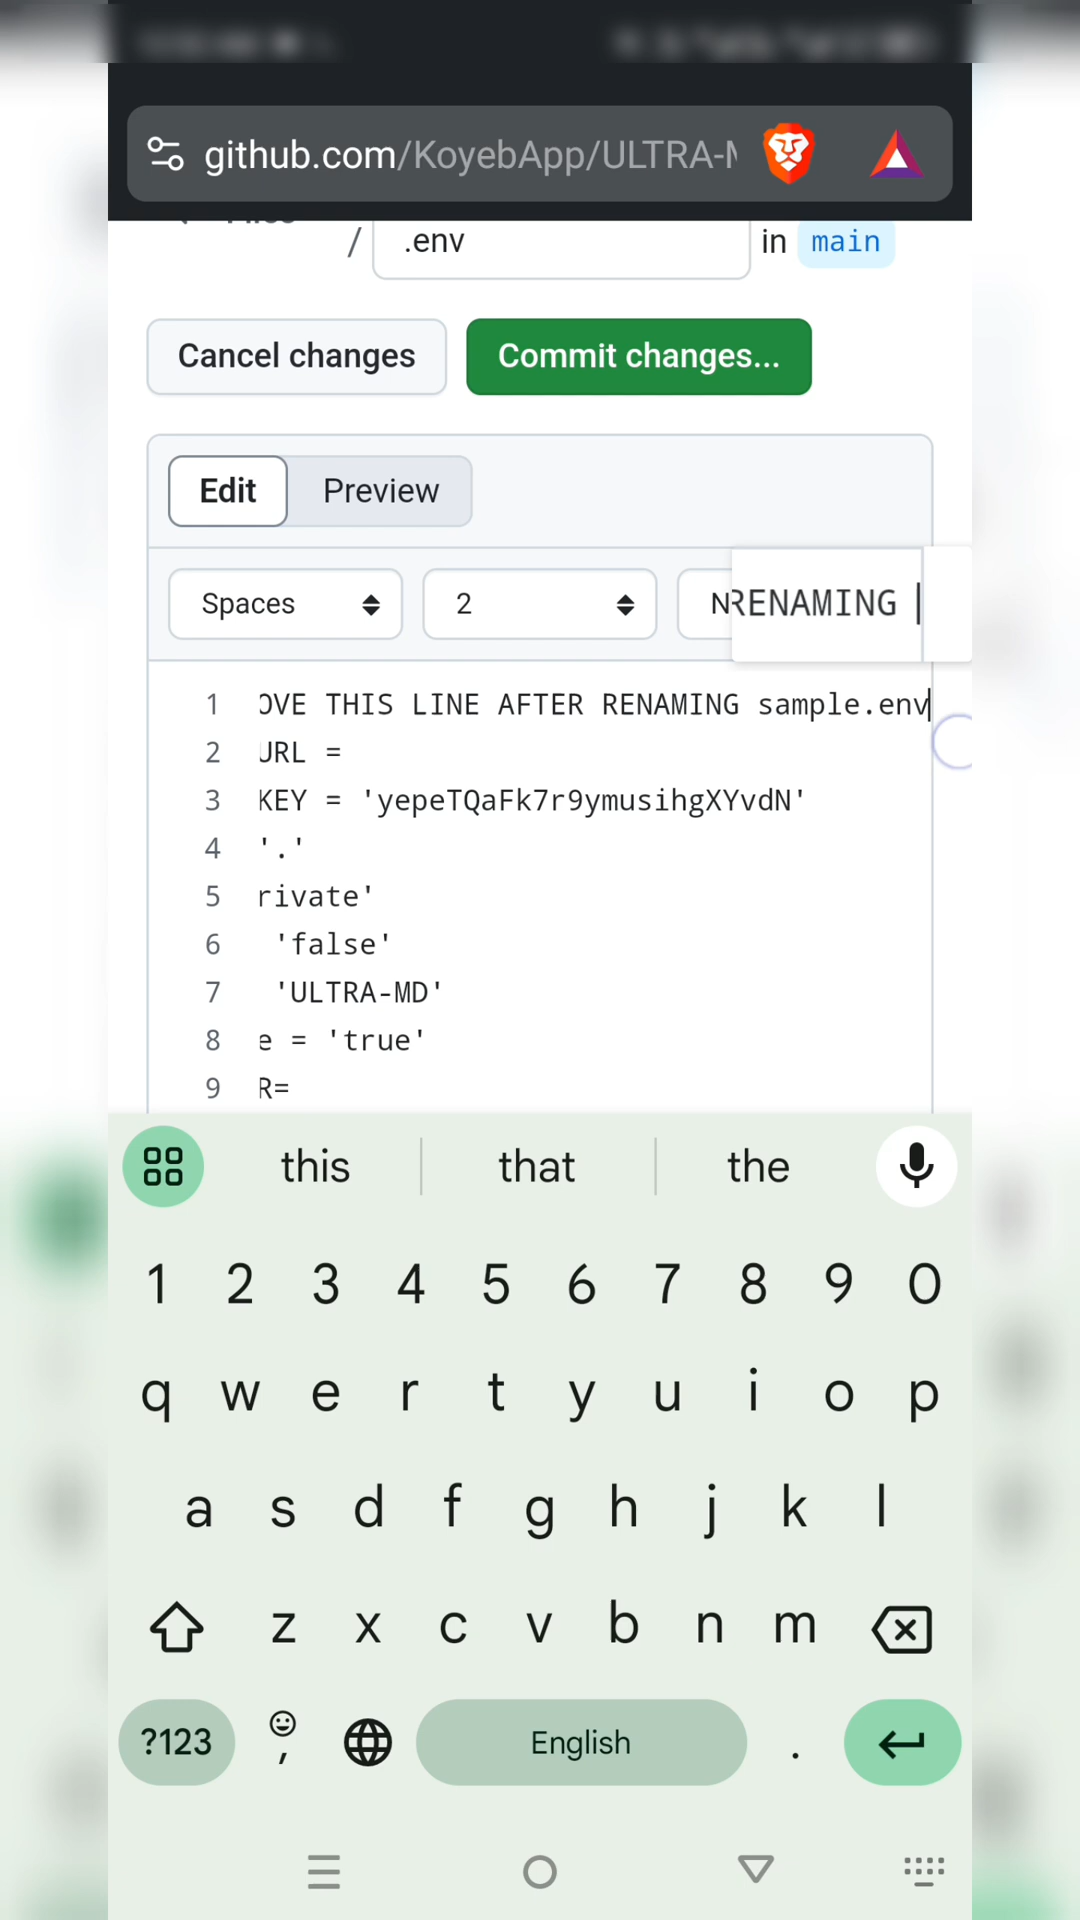 github.com/KoyebApp/ULTRA-M
/ .env in main
Cancel changes Commit changes...
Edit Preview
Spaces 2 N
RENAMING
1 OVE THIS LINE AFTER RENAMING sample.env
2 URL =
3 KEY = 'yepeTQaFk7r9ymusihgXYvdN'
4 '.'
5 rivate'
6 'false'
7 'ULTRA-MD'
8 e = 'true'
9 R=
this that the
1 2 3 4 5 6 7 8 9 0
q w e r t y u i o p
a s d f g h j k l
z x c v b n m
?123 , English .